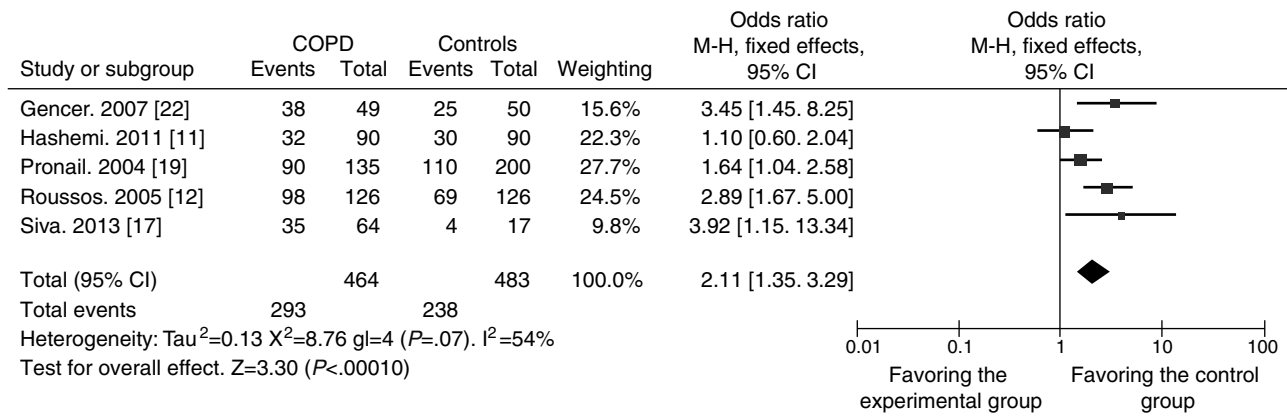 COPD Controls Odds ratio M-H, fixed effects, 95% CI Odds ratio M-H, fixed effects, 95% CI
Study or subgroup Events Total Events Total Weighting
Gencer. 2007 [22] 38 49 25 50 15.6% 3.45 [1.45. 8.25]
Hashemi. 2011 [11] 32 90 30 90 22.3% 1.10 [0.60. 2.04]
Pronail. 2004 [19] 90 135 110 200 27.7% 1.64 [1.04. 2.58]
Roussos. 2005 [12] 98 126 69 126 24.5% 2.89 [1.67. 5.00]
Siva. 2013 [17] 35 64 4 17 9.8% 3.92 [1.15. 13.34]
Total (95% CI) 464 483 100.0% 2.11 [1.35. 3.29]
Total events 293 238
Heterogeneity: Tau²=0.13 X²=8.76 gl=4 (P=.07). I²=54%
Test for overall effect. Z=3.30 (P<.00010)
0.01 0.1 1 10 100
Favoring the experimental group Favoring the control group